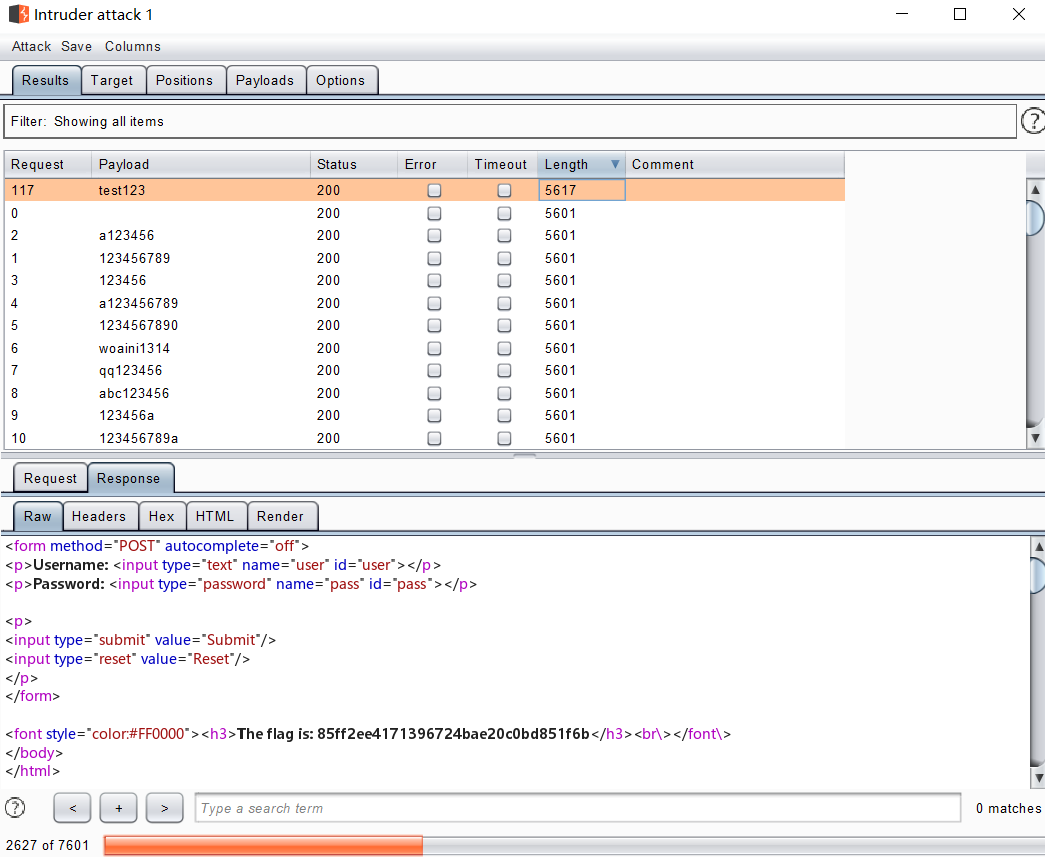 Intruder attack 1
Attack Save Columns
Results Target Positions Payloads Options
Filter: Showing all items
?
Request Payload Status Error Timeout Length ▼ Comment
117 test123 200 5617
0 200 5601
2 a123456 200 5601
1 123456789 200 5601
3 123456 200 5601
4 a123456789 200 5601
5 1234567890 200 5601
6 woaini1314 200 5601
7 qq123456 200 5601
8 abc123456 200 5601
9 123456a 200 5601
10 123456789a 200 5601
Request Response
Raw Headers Hex HTML Render
<form method="POST" autocomplete="off">
<p>Username: <input type="text" name="user" id="user"></p>
<p>Password: <input type="password" name="pass" id="pass"></p>
<p>
<input type="submit" value="Submit"/>
<input type="reset" value="Reset"/>
</p>
</form>
<font style="color:#FF0000"><h3>The flag is: 85ff2ee4171396724bae20c0bd851f6b</h3><br\></font\>
</body>
</html>
? < + > Type a search term 0 matches
2627 of 7601